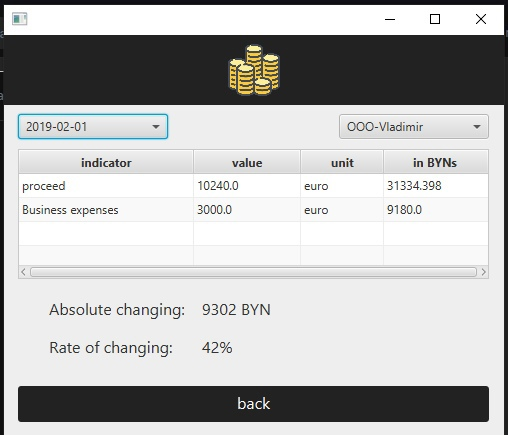 2019-02-01 OOO-Vladimir
indicator value unit in BYNs
proceed 10240.0 euro 31334.398
Business expenses 3000.0 euro 9180.0
Absolute changing: 9302 BYN
Rate of changing: 42%
back